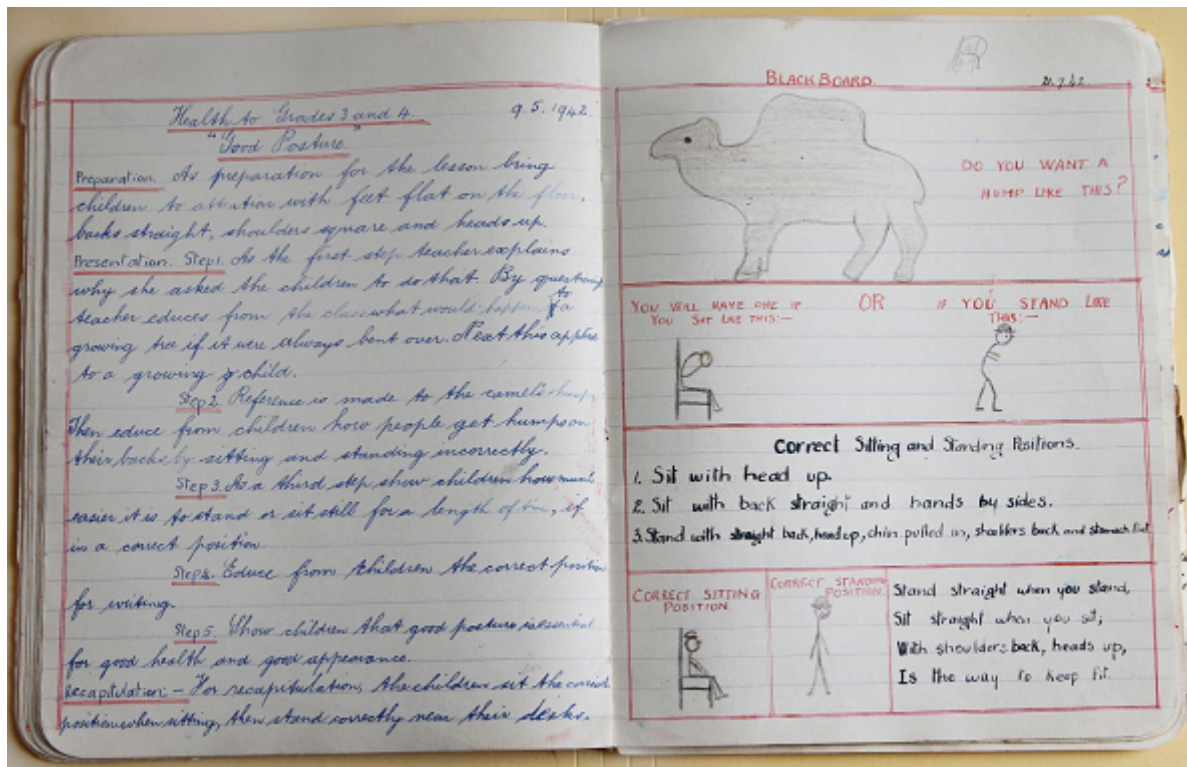 Health to Grades 3 and 4.
9.5.1942.
"Good Posture."
Preparation. As preparation for the lesson bring
children to attention with feet flat on the floor,
backs straight, shoulders square and heads up.
Presentation. Step 1. As the first step teacher explains
why she asked the children to do that. By questioning
teacher educes from the class what would happen to a
growing tree if it were always bent over. Next this applied
to a growing child.
Step 2. Reference is made to the camel's hump.
Then educe from children how people get humps on
their backs by sitting and standing incorrectly.
Step 3. As a third step show children how much
easier it is to stand or sit still for a length of time, if
in a correct position.
Step 4. Educe from children the correct position
for writing.
Step 5. Show children that good posture is essential
for good health and good appearance.
Recapitulation:— For recapitulation, the children sit the correct
position when sitting, then stand correctly near their desks.
BLACKBOARD.
DO YOU WANT A
HUMP LIKE THIS?
YOU WILL HAVE ONE IF
YOU SIT LIKE THIS:—
OR
IF YOU STAND LIKE
THIS:—
Correct Sitting and Standing Positions.
1. Sit with head up.
2. Sit with back straight and hands by sides.
3. Stand with straight back, head up, chin pulled in, shoulders back and stomach flat
CORRECT SITTING
POSITION.
CORRECT STANDING
POSITION.
Stand straight when you stand,
Sit straight when you sit;
With shoulders back, heads up,
Is the way to keep fit.